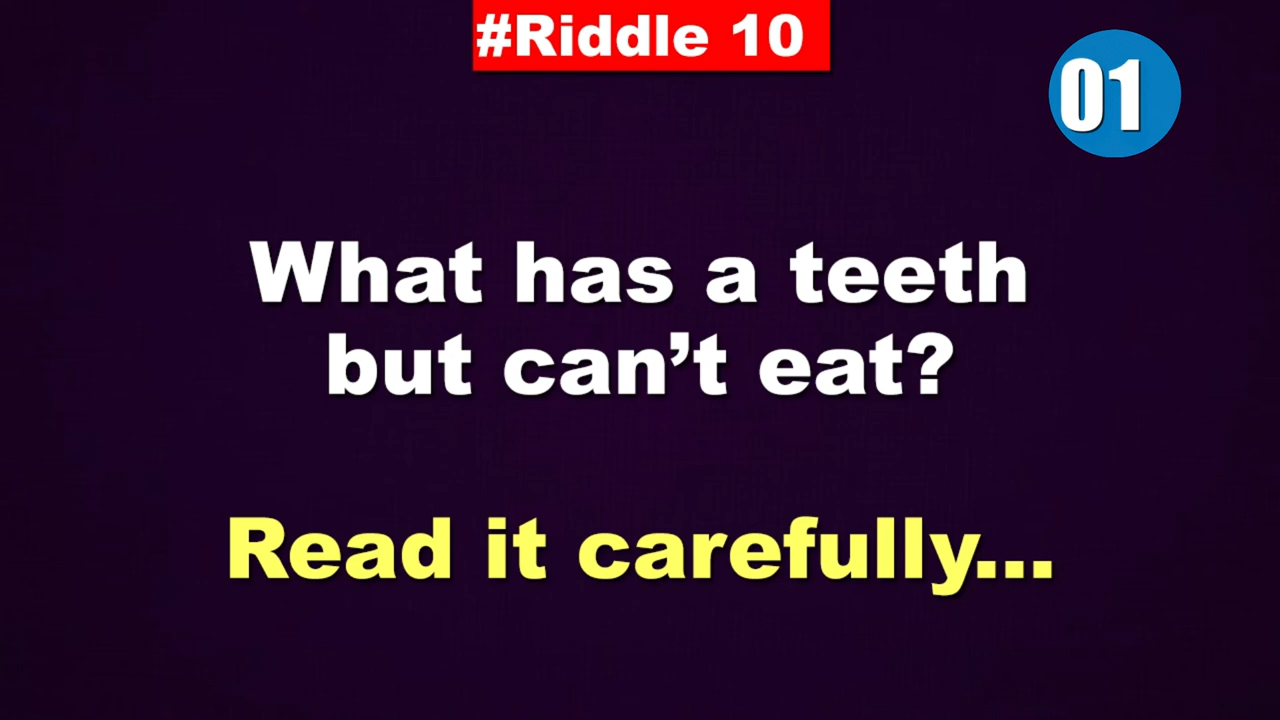 #Riddle 10
01
What has a teeth
but can’t eat?
Read it carefully...